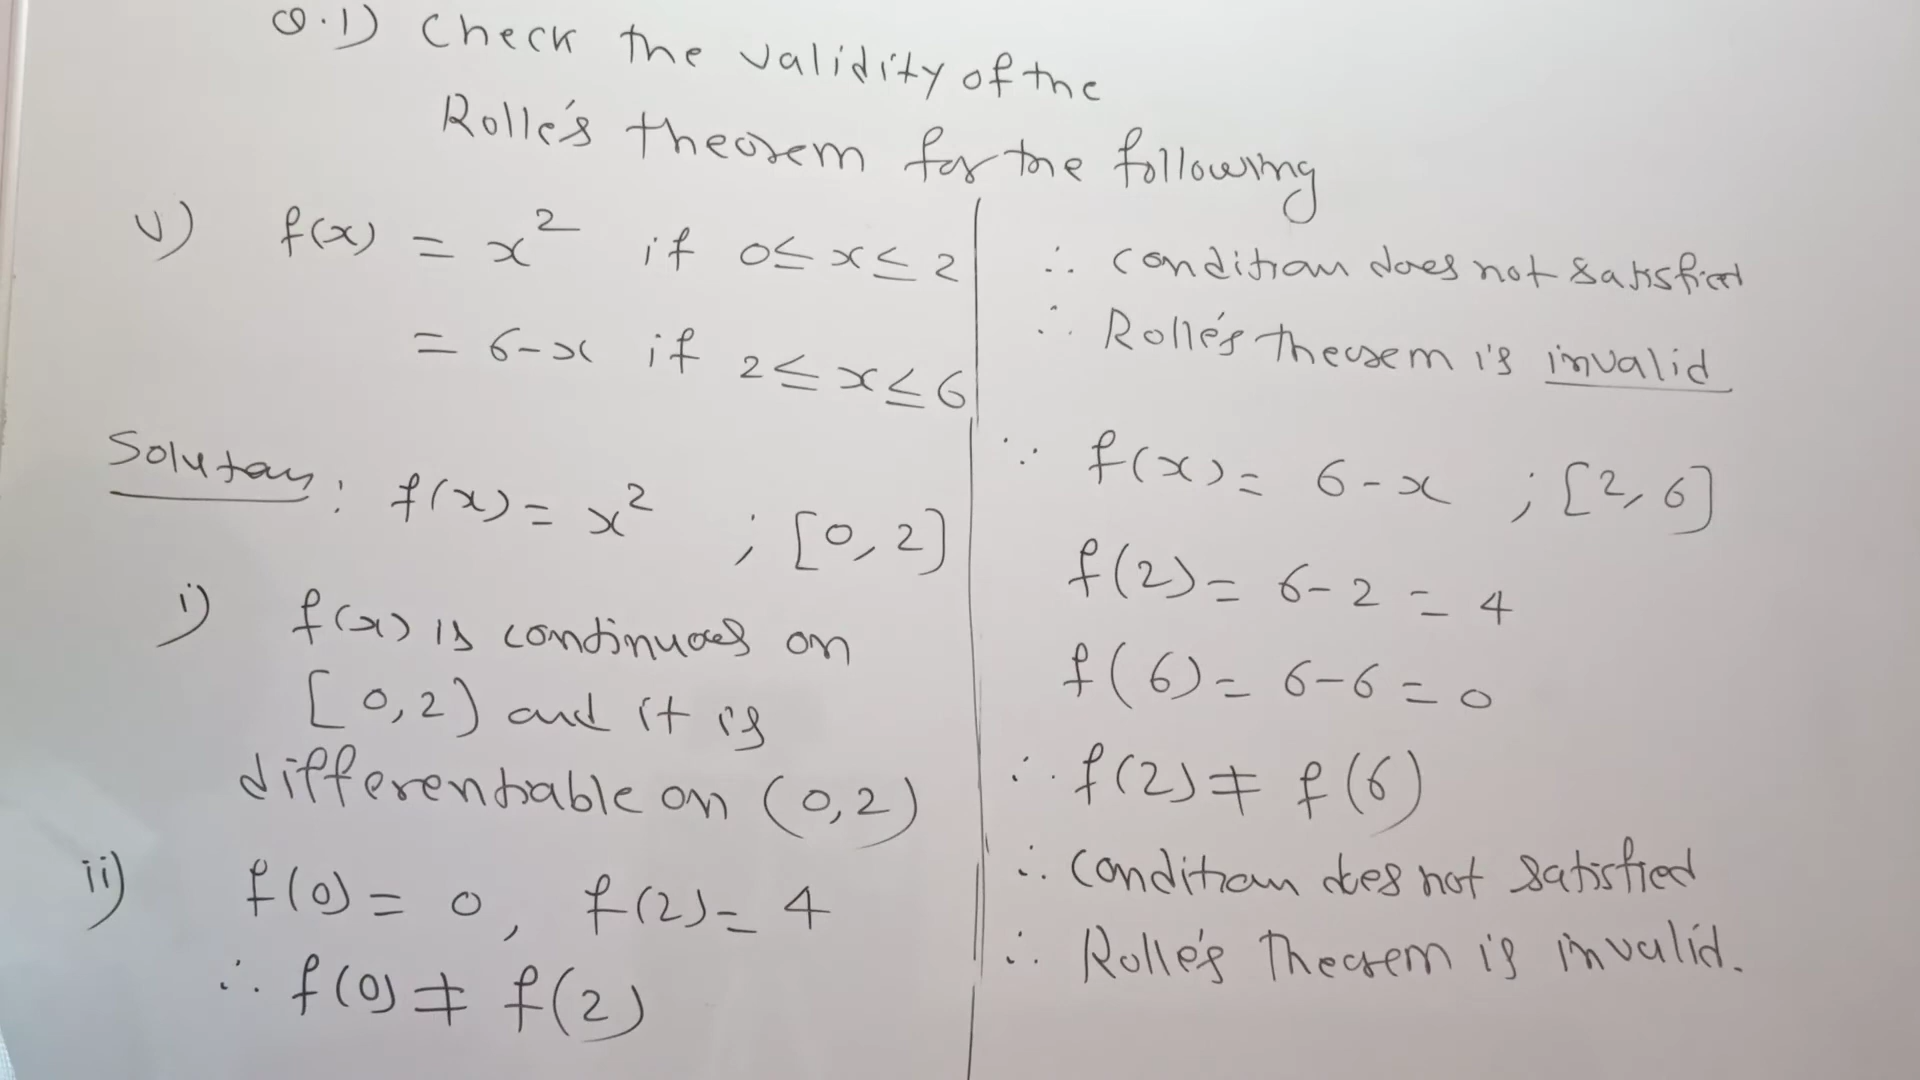 Q.1) Check the validity of the
Rolle's theorem for the following
v) f(x) = x² if 0≤x≤2
= 6-x if 2≤x≤6
Solution: f(x) = x² ; [0,2]
i) f(x) is continuous on
[0,2) and it is
differentiable on (0,2)
ii) f(0) = 0, f(2) = 4
∴ f(0) ≠ f(2)
∴ condition does not satisfied
∴ Rolle's theorem is invalid
∵ f(x) = 6-x ; [2,6]
f(2) = 6-2 = 4
f(6) = 6-6 = 0
∴ f(2) ≠ f(6)
∴ condition does not satisfied
∴ Rolle's theorem is invalid.